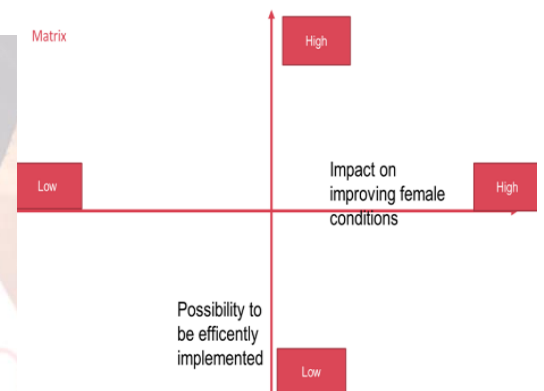 Matrix
High
Low
Impact on
improving female
conditions
High
Possibility to
be efficently
implemented
Low